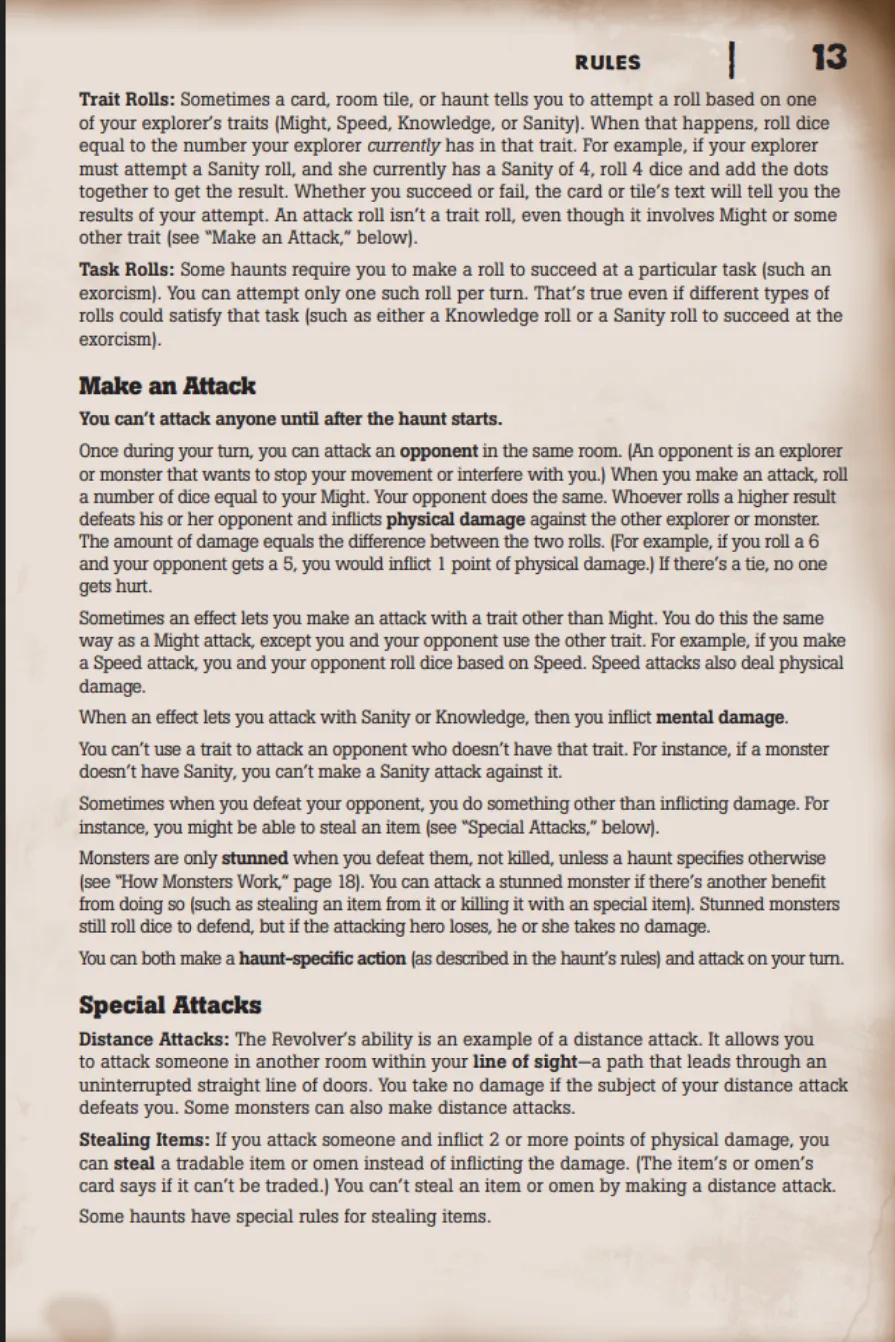 RULES | 13
Trait Rolls: Sometimes a card, room tile, or haunt tells you to attempt a roll based on one
of your explorer's traits (Might, Speed, Knowledge, or Sanity). When that happens, roll dice
equal to the number your explorer currently has in that trait. For example, if your explorer
must attempt a Sanity roll, and she currently has a Sanity of 4, roll 4 dice and add the dots
together to get the result. Whether you succeed or fail, the card or tile's text will tell you the
results of your attempt. An attack roll isn't a trait roll, even though it involves Might or some
other trait (see "Make an Attack," below).
Task Rolls: Some haunts require you to make a roll to succeed at a particular task (such an
exorcism). You can attempt only one such roll per turn. That's true even if different types of
rolls could satisfy that task (such as either a Knowledge roll or a Sanity roll to succeed at the
exorcism).
Make an Attack
You can't attack anyone until after the haunt starts.
Once during your turn, you can attack an opponent in the same room. (An opponent is an explorer
or monster that wants to stop your movement or interfere with you.) When you make an attack, roll
a number of dice equal to your Might. Your opponent does the same. Whoever rolls a higher result
defeats his or her opponent and inflicts physical damage against the other explorer or monster.
The amount of damage equals the difference between the two rolls. (For example, if you roll a 6
and your opponent gets a 5, you would inflict 1 point of physical damage.) If there's a tie, no one
gets hurt.
Sometimes an effect lets you make an attack with a trait other than Might. You do this the same
way as a Might attack, except you and your opponent use the other trait. For example, if you make
a Speed attack, you and your opponent roll dice based on Speed. Speed attacks also deal physical
damage.
When an effect lets you attack with Sanity or Knowledge, then you inflict mental damage.
You can't use a trait to attack an opponent who doesn't have that trait. For instance, if a monster
doesn't have Sanity, you can't make a Sanity attack against it.
Sometimes when you defeat your opponent, you do something other than inflicting damage. For
instance, you might be able to steal an item (see "Special Attacks," below).
Monsters are only stunned when you defeat them, not killed, unless a haunt specifies otherwise
(see "How Monsters Work," page 18). You can attack a stunned monster if there's another benefit
from doing so (such as stealing an item from it or killing it with an special item). Stunned monsters
still roll dice to defend, but if the attacking hero loses, he or she takes no damage.
You can both make a haunt-specific action (as described in the haunt's rules) and attack on your turn.
Special Attacks
Distance Attacks: The Revolver's ability is an example of a distance attack. It allows you
to attack someone in another room within your line of sight—a path that leads through an
uninterrupted straight line of doors. You take no damage if the subject of your distance attack
defeats you. Some monsters can also make distance attacks.
Stealing Items: If you attack someone and inflict 2 or more points of physical damage, you
can steal a tradable item or omen instead of inflicting the damage. (The item's or omen's
card says if it can't be traded.) You can't steal an item or omen by making a distance attack.
Some haunts have special rules for stealing items.